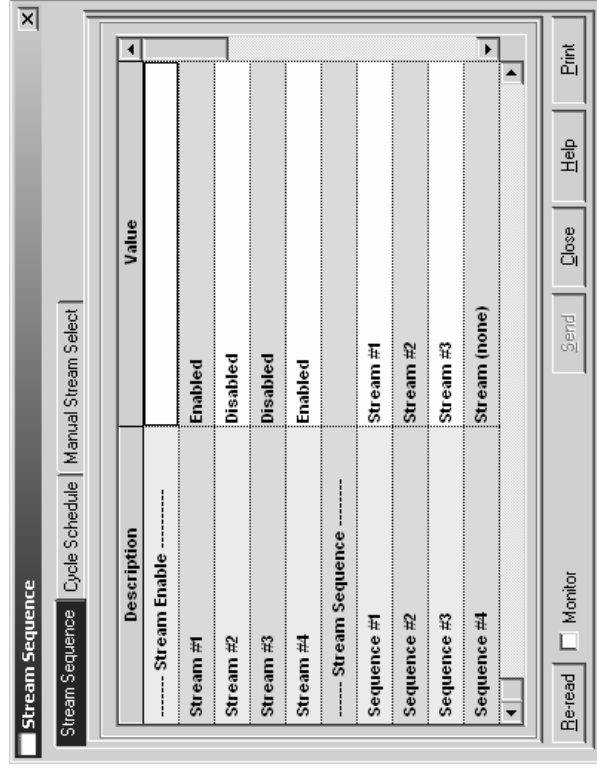 Stream Sequence
Stream Sequence Cycle Schedule Manual Stream Select
Description Value
------- Stream Enable -----------
Stream #1 Enabled
Stream #2 Disabled
Stream #3 Disabled
Stream #4 Enabled
------ Stream Sequence -------
Sequence #1 Stream #1
Sequence #2 Stream #2
Sequence #3 Stream #3
Sequence #4 Stream (none)
Re-read Monitor Send Close Help Print